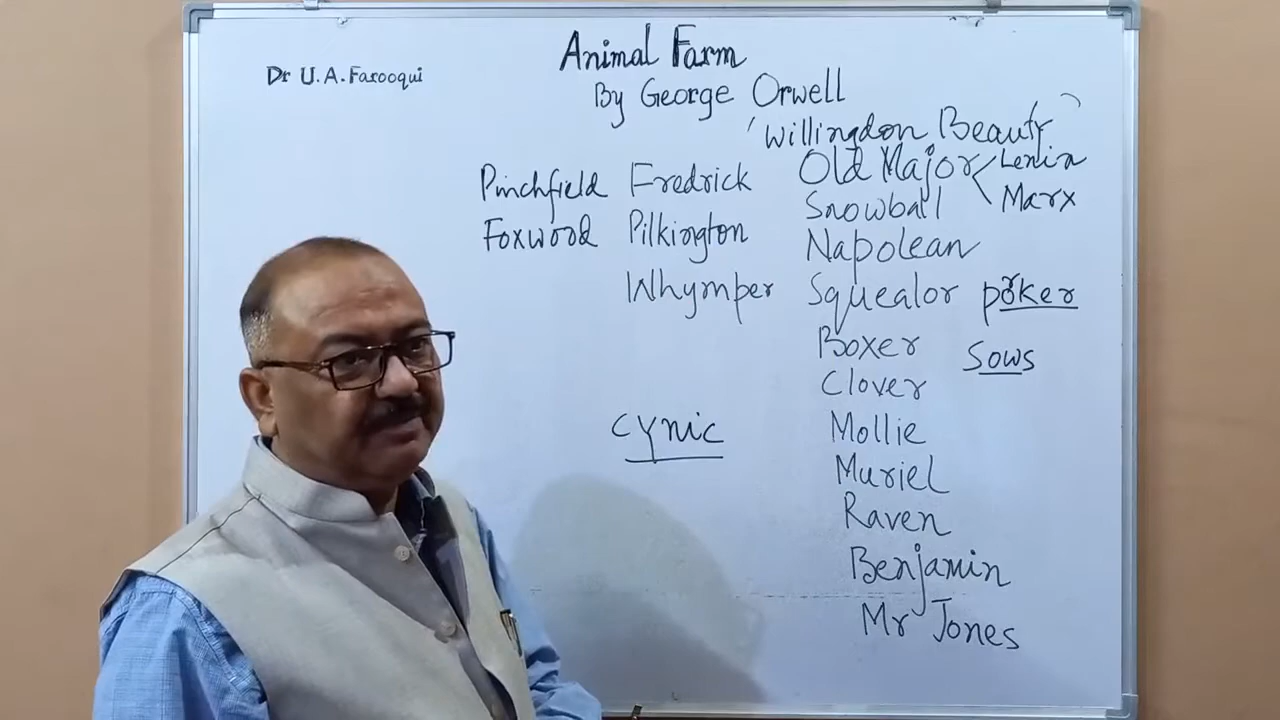 Animal Farm
Dr U. A. Farooqui
By George Orwell
'Willingdon Beauty'
Pinchfield Fredrick Old Major Lenin
Marx
Foxwood Pilkington Snowball
Napolean
Whymper Squealor porker
Boxer
Sows
Clover
Cynic Mollie
Muriel
Raven
Benjamin
Mr Jones